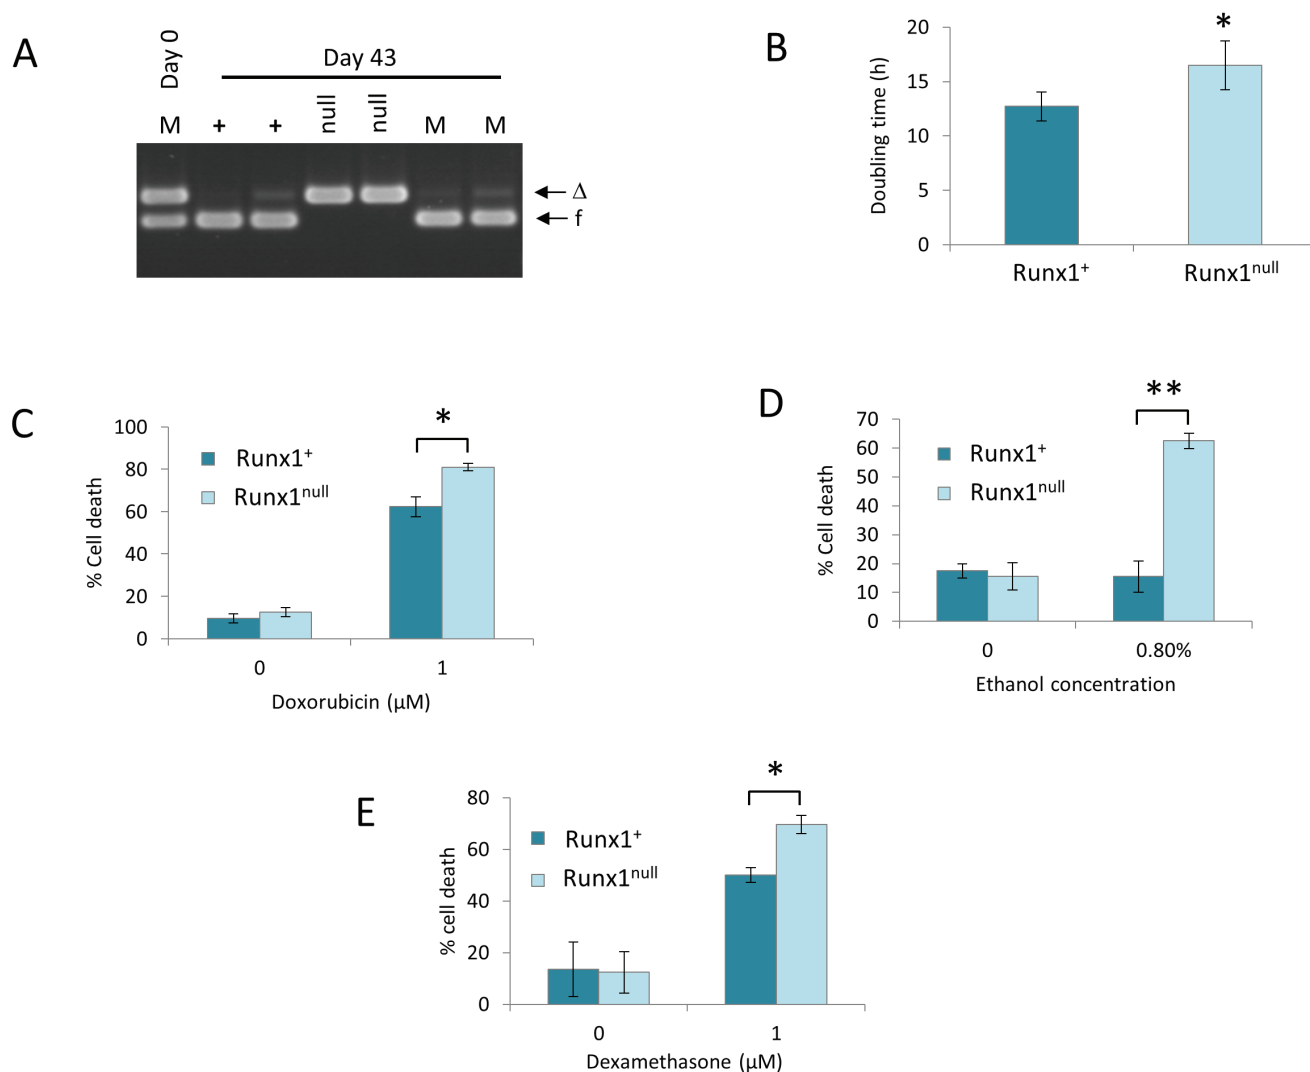 A
Day 0
Day 43
M + + null null M M
Δ
f
B
*
Doubling time (h)
20
15
10
5
0
Runx1⁺ Runx1ⁿᵘˡˡ
C
*
% Cell death
100
80
60
40
20
0
Runx1⁺
Runx1ⁿᵘˡˡ
0 1
Doxorubicin (µM)
D
**
% Cell death
70
60
50
40
30
20
10
0
Runx1⁺
Runx1ⁿᵘˡˡ
0 0.80%
Ethanol concentration
E
*
% cell death
80
60
40
20
0
Runx1⁺
Runx1ⁿᵘˡˡ
0 1
Dexamethasone (µM)